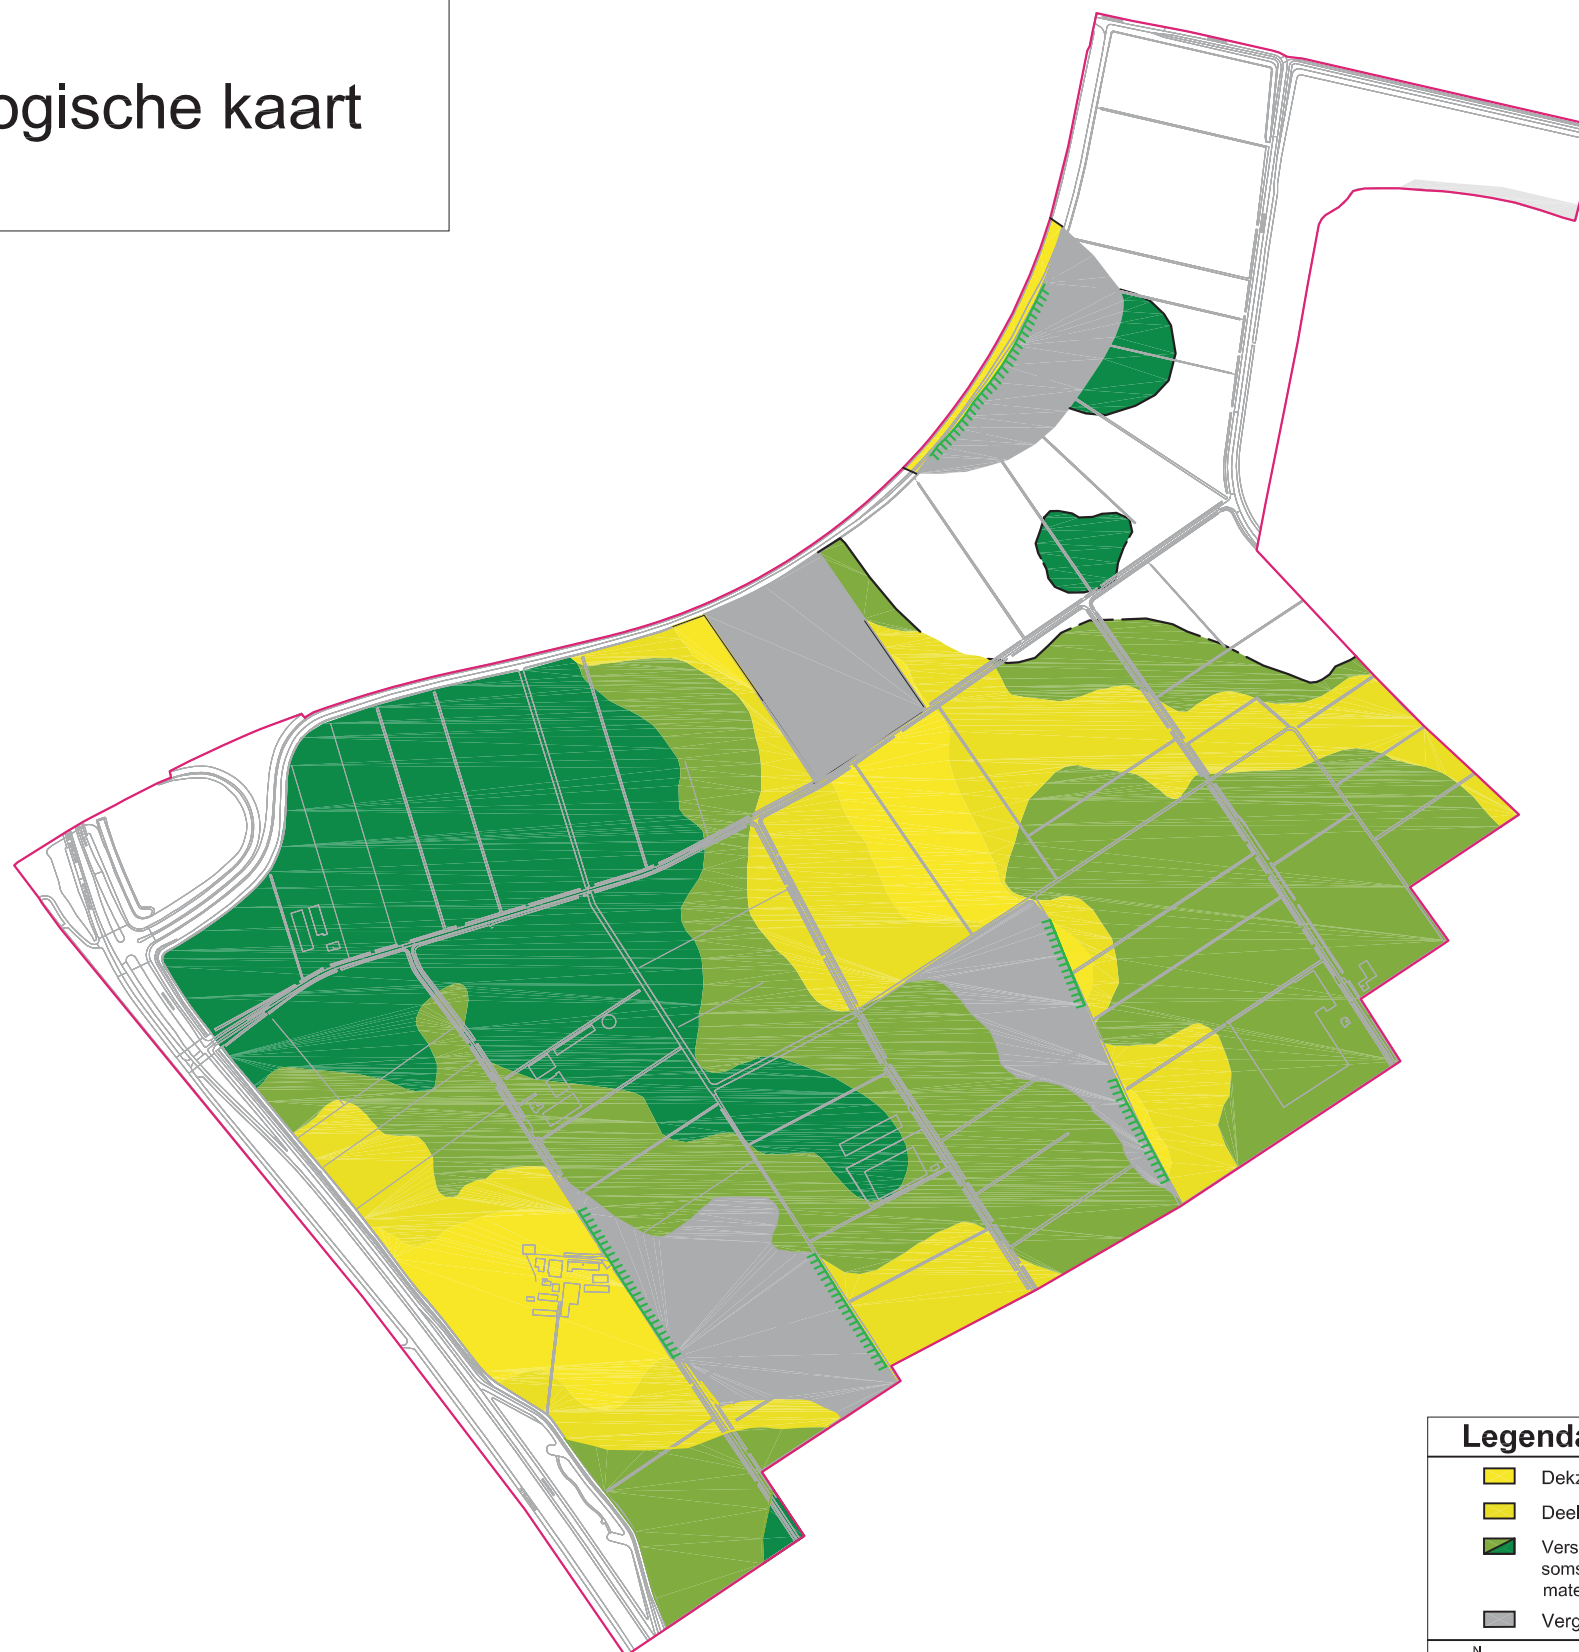 ogische kaart
Legenda
Dekz
Deel
Vers
soms
mate
Verg
N